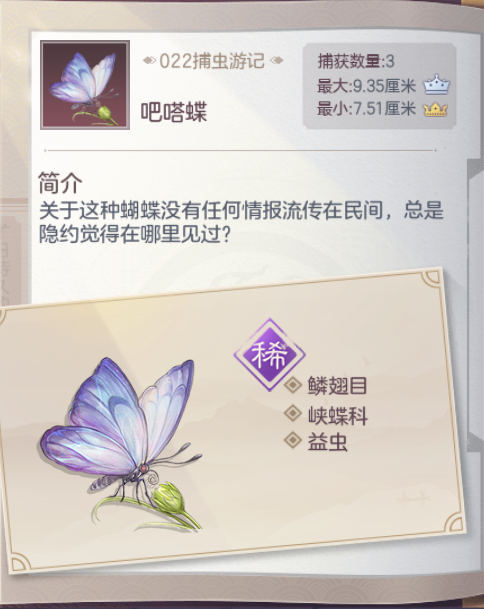 022捕虫游记
吧嗒蝶
捕获数量:3
最大:9.35厘米
最小:7.51厘米
简介
关于这种蝴蝶没有任何情报流传在民间，总是
隐约觉得在哪里见过?
稀
鳞翅目
峡蝶科
益虫